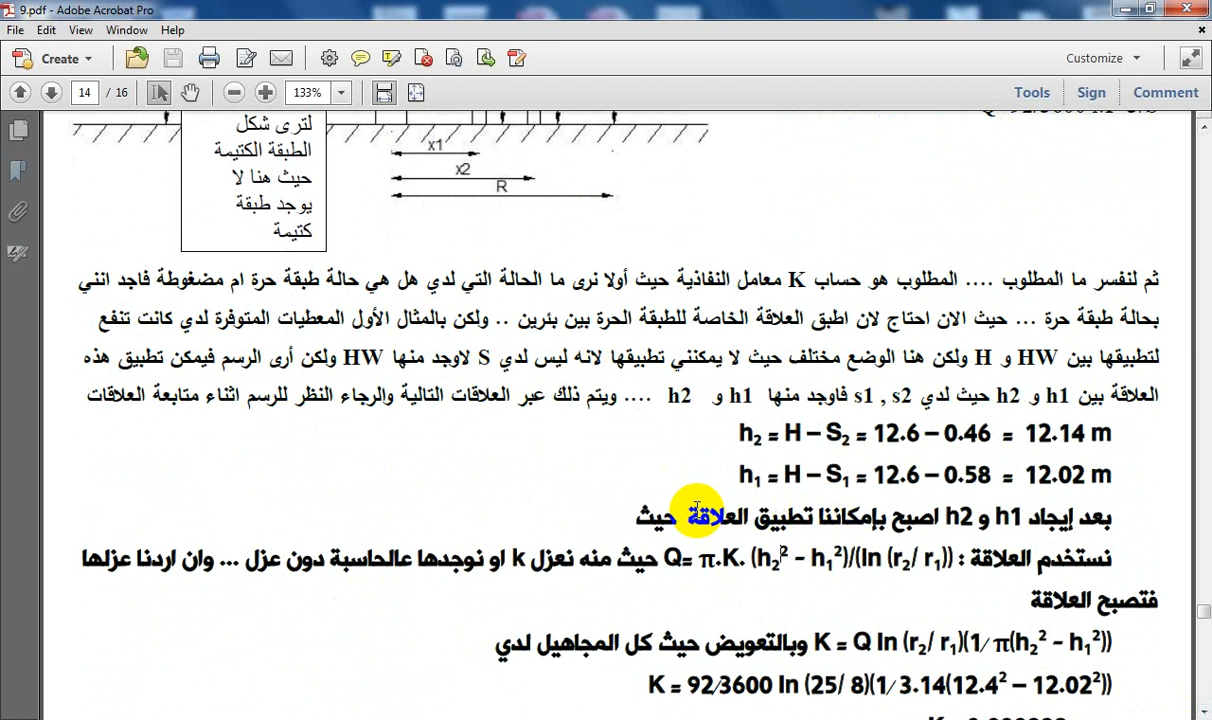 9.pdf - Adobe Acrobat Pro
File Edit View Window Help
Create
Customize
14 / 16
133%
Tools Sign Comment
لترى شكل
الطبقة الكتيمة
حيث هنا لا
يوجد طبقة
كتيمة
x1
x2
R
ثم لنفسر ما المطلوب .... المطلوب هو حساب K معامل النفاذية حيث أولا نرى ما الحالة التي لدي هل هي حالة طبقة حرة ام مضغوطة فاجد انني
بحالة طبقة حرة ... حيث الان احتاج لان اطبق العلاقة الخاصة للطبقة الحرة بين بئرين .. ولكن بالمثال الأول المعطيات المتوفرة لدي كانت تنفع
لتطبيقها بين HW و H ولكن هنا الوضع مختلف حيث لا يمكنني تطبيقها لانه ليس لدي S لاوجد منها HW ولكن أرى الرسم فيمكن تطبيق هذه
العلاقة بين h1 و h2 حيث لدي s1 , s2 فاوجد منها h1 و h2 .... ويتم ذلك عبر العلاقات التالية والرجاء النظر للرسم اثناء متابعة العلاقات
h₂ = H – S₂ = 12.6 – 0.46 = 12.14 m
h₁ = H – S₁ = 12.6 – 0.58 = 12.02 m
بعد إيجاد h1 و h2 اصبح بإمكاننا تطبيق العلاقة حيث
نستخدم العلاقة : Q= π.K. (h₂² – h₁²)/(ln (r₂/ r₁)) حيث منه نعزل k او نوجدها عالحاسبة دون عزل ... وان اردنا عزلها
فتصبح العلاقة
K = Q ln (r₂/ r₁)(1/ π(h₂² – h₁²)) وبالتعويض حيث كل المجاهيل لدي
K = 92/3600 ln (25/ 8)(1/ 3.14(12.4² – 12.02²))